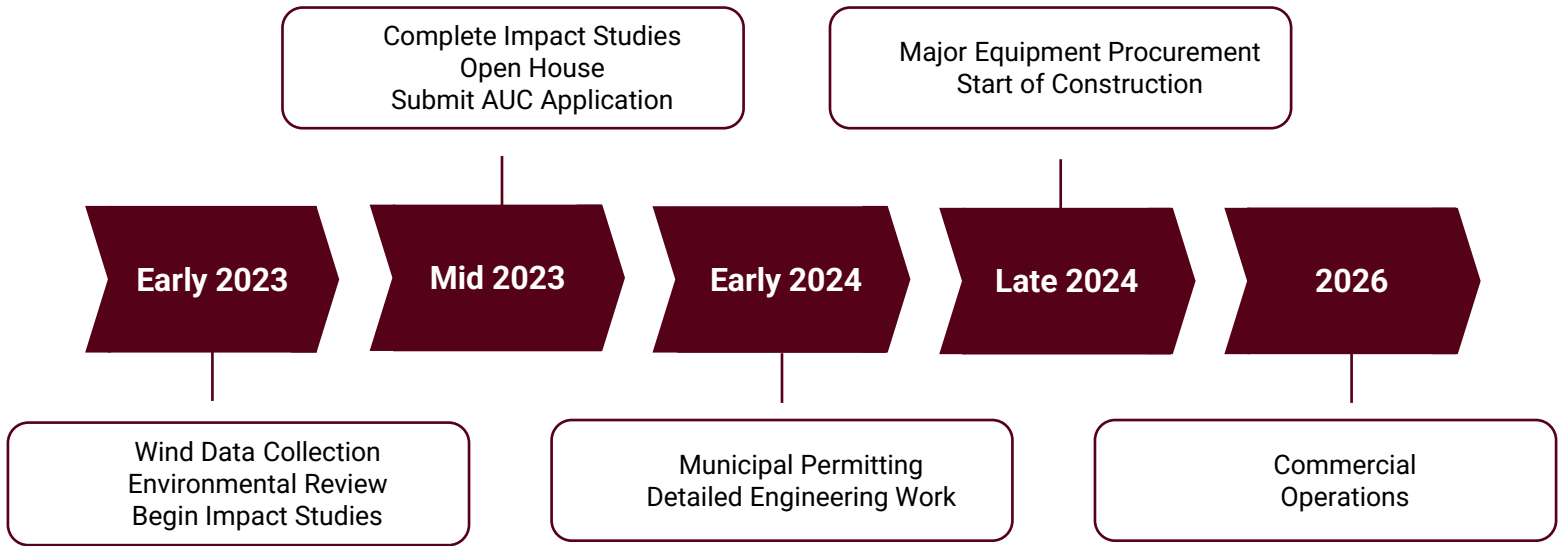 Complete Impact Studies
Open House
Submit AUC Application
Major Equipment Procurement
Start of Construction
Early 2023
Mid 2023
Early 2024
Late 2024
2026
Wind Data Collection
Environmental Review
Begin Impact Studies
Municipal Permitting
Detailed Engineering Work
Commercial
Operations